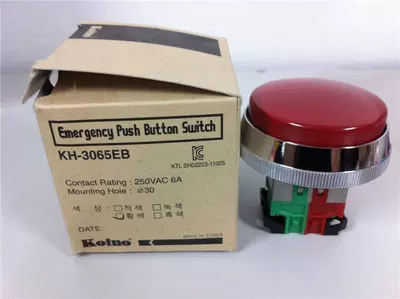 Emergency Push Button Switch
KH-3065EB
KTL SH02223-11005
Contact Rating : 250VAC 6A
Mounting Hole : ø30
색 상 : □적색 □녹색
☑황색 □흑색
DATE:
Koino
MADE IN KOREA